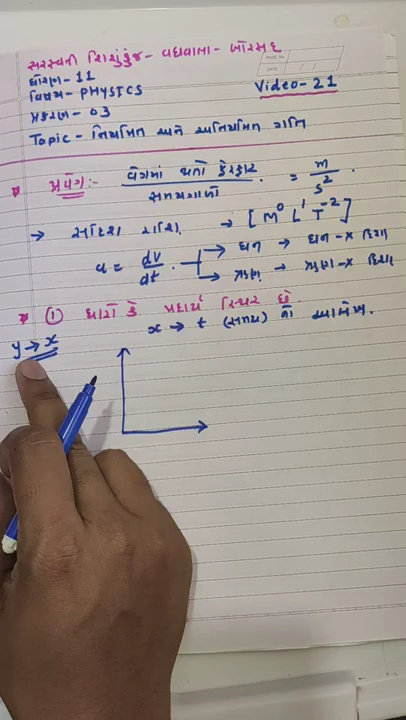 સરસ્વતી શિશુકુંજ - વઘવાલા - બોરસદ
ધોરણ - 11
વિષય - PHYSICS
પ્રકરણ - 03
Video - 21
Topic - નિયમિત અને અનિયમિત ગતિ
* પ્રવેગ :- વેગમાં થતો ફેરફાર / સમયગાળો = m / s²
→ સદિશ રાશિ → [M⁰ L¹ T⁻²]
a = dv / dt → ધન → ધન-x દિશા
→ ઋણ → ઋણ-x દિશા
* ① ધારો કે પદાર્થ સ્થિર છે.
x → t (સમય) નો આલેખ.
y → x